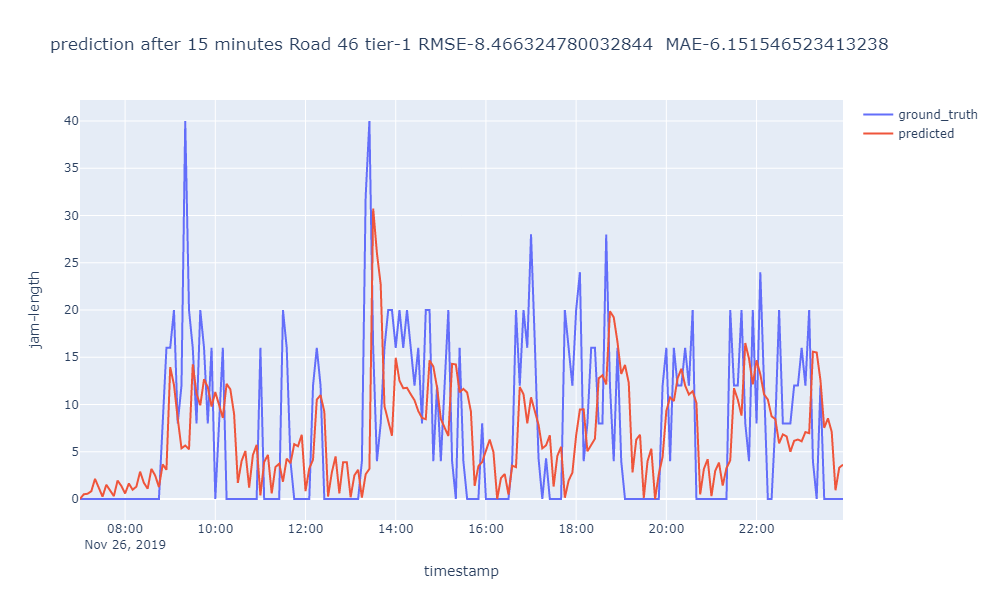 prediction after 15 minutes Road 46 tier-1 RMSE-8.466324780032844  MAE-6.151546523413238
ground_truth
predicted
40
35
30
25
20
15
10
5
0
jam-length
08:00 10:00 12:00 14:00 16:00 18:00 20:00 22:00
Nov 26, 2019
timestamp